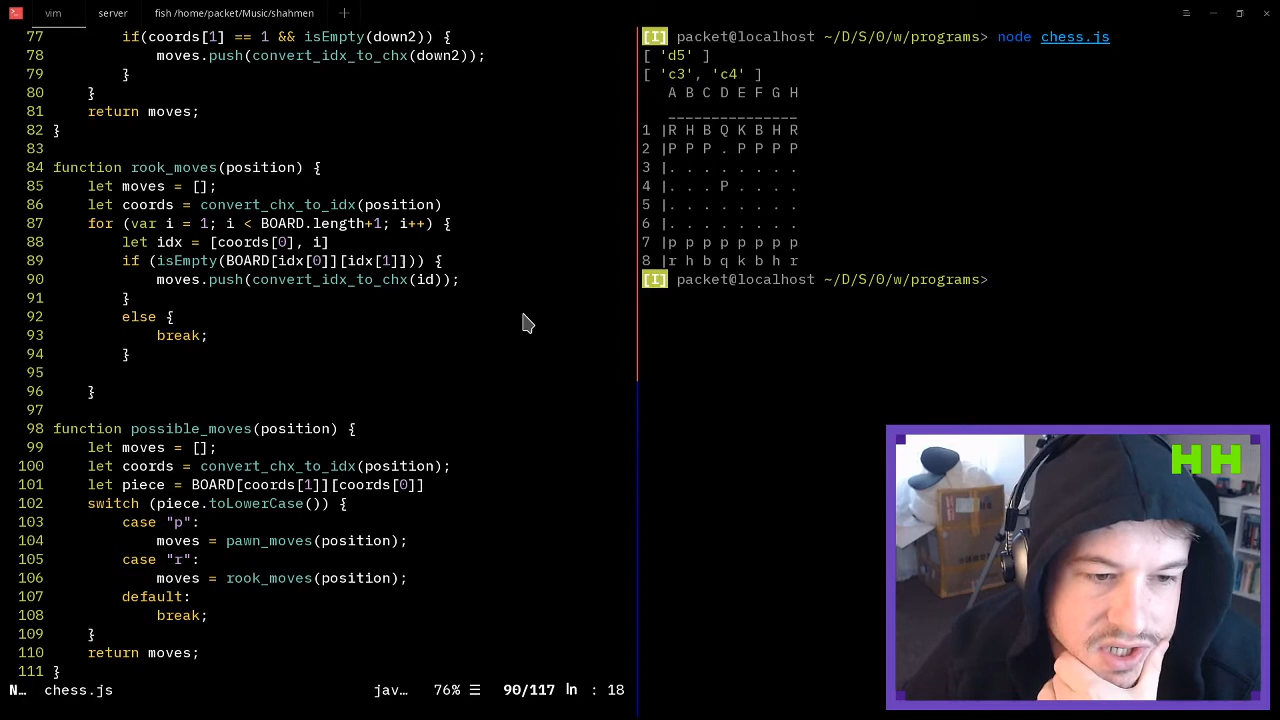 vim server fish /home/packet/Music/shahmen
77 if(coords[1] == 1 && isEmpty(down2)) {
78 moves.push(convert_idx_to_chx(down2));
79 }
80 }
81 return moves;
82 }
83
84 function rook_moves(position) {
85 let moves = [];
86 let coords = convert_chx_to_idx(position)
87 for (var i = 1; i < BOARD.length+1; i++) {
88 let idx = [coords[0], i]
89 if (isEmpty(BOARD[idx[0]][idx[1]])) {
90 moves.push(convert_idx_to_chx(id));
91 }
92 else {
93 break;
94 }
95
96 }
97
98 function possible_moves(position) {
99 let moves = [];
100 let coords = convert_chx_to_idx(position);
101 let piece = BOARD[coords[1]][coords[0]]
102 switch (piece.toLowerCase()) {
103 case "p":
104 moves = pawn_moves(position);
105 case "r":
106 moves = rook_moves(position);
107 default:
108 break;
109 }
110 return moves;
111 }
N… chess.js jav… 76% ☰ 90/117 ln : 18
[I] packet@localhost ~/D/S/0/w/programs> node chess.js
[ 'd5' ]
[ 'c3', 'c4' ]
A B C D E F G H
_______________
1 |R H B Q K B H R
2 |P P P . P P P P
3 |. . . . . . . .
4 |. . . P . . . .
5 |. . . . . . . .
6 |. . . . . . . .
7 |p p p p p p p p
8 |r h b q k b h r
[I] packet@localhost ~/D/S/0/w/programs>
HH